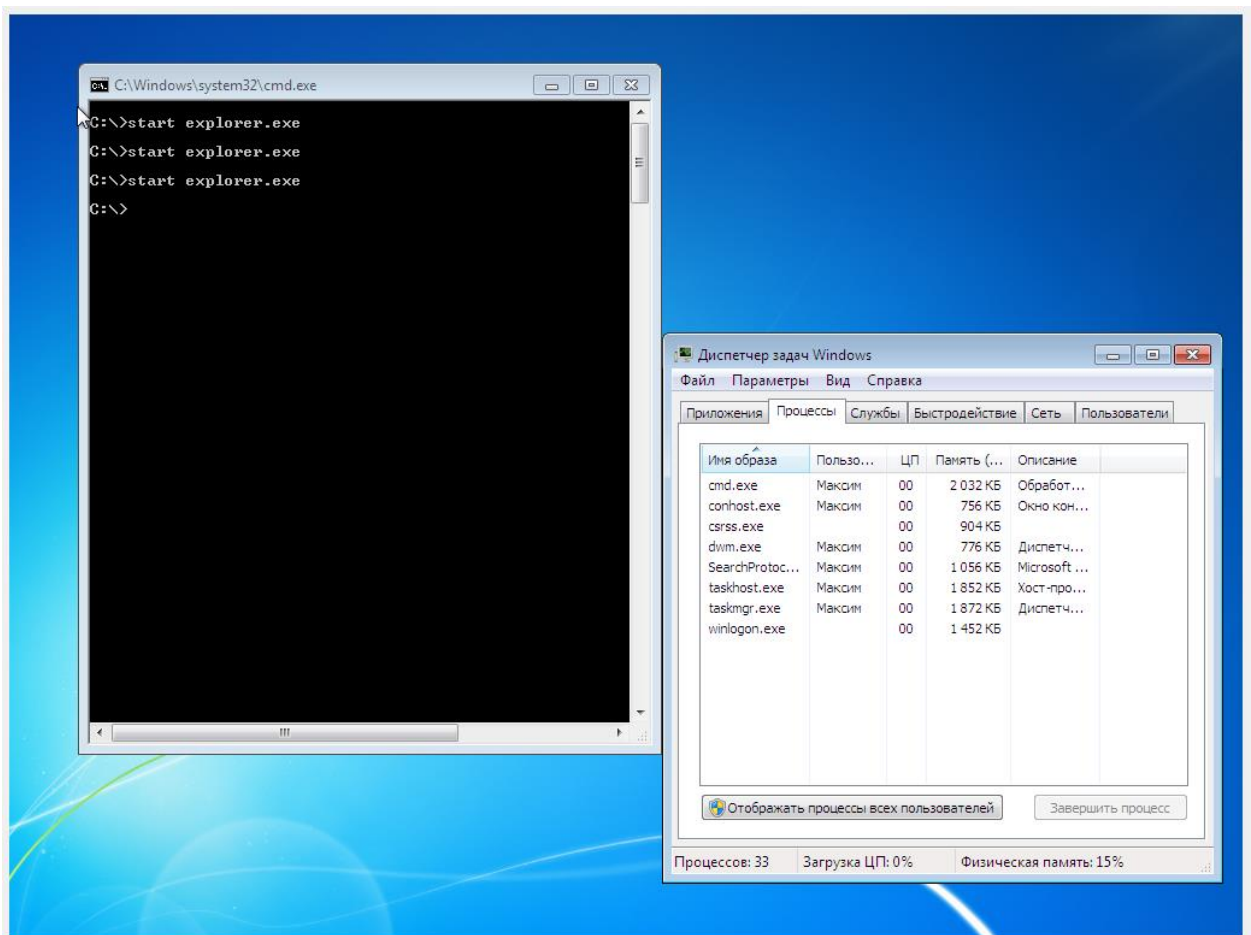 C:\Windows\system32\cmd.exe
C:\>start explorer.exe
C:\>start explorer.exe
C:\>start explorer.exe
C:\>
Диспетчер задач Windows
Файл Параметры Вид Справка
Приложения Процессы Службы Быстродействие Сеть Пользователи
Имя образа Пользо... ЦП Память (... Описание
cmd.exe Максим 00 2 032 КБ Обработ...
conhost.exe Максим 00 756 КБ Окно кон...
csrss.exe 00 904 КБ
dwm.exe Максим 00 776 КБ Диспетч...
SearchProtoc... Максим 00 1 056 КБ Microsoft ...
taskhost.exe Максим 00 1 852 КБ Хост-про...
taskmgr.exe Максим 00 1 872 КБ Диспетч...
winlogon.exe 00 1 452 КБ
Отображать процессы всех пользователей Завершить процесс
Процессов: 33 Загрузка ЦП: 0% Физическая память: 15%